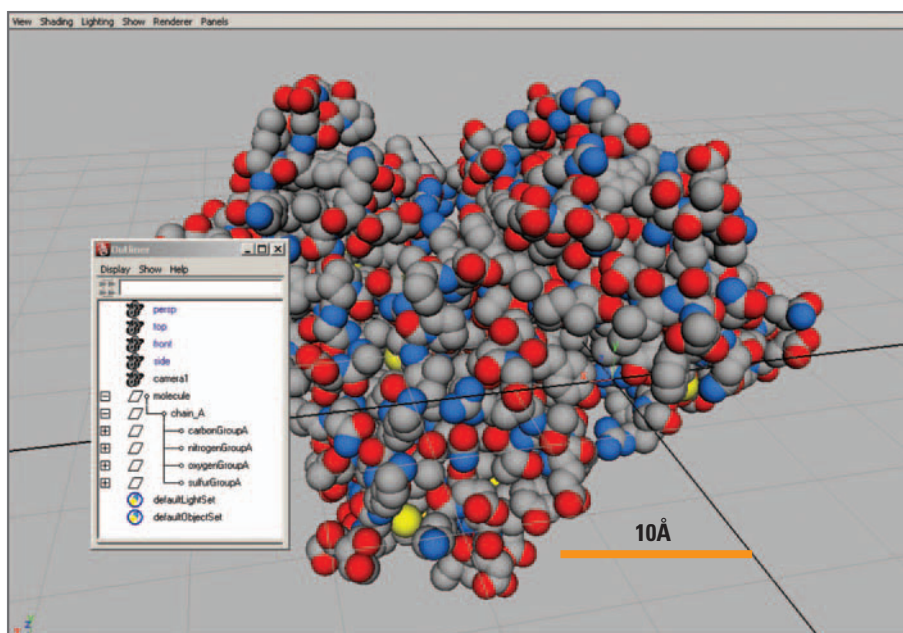 View Shading Lighting Show Renderer Panels
Outliner
Display Show Help
persp
top
front
side
camera1
molecule
chain_A
carbonGroupA
nitrogenGroupA
oxygenGroupA
sulfurGroupA
defaultLightSet
defaultObjectSet
10Å